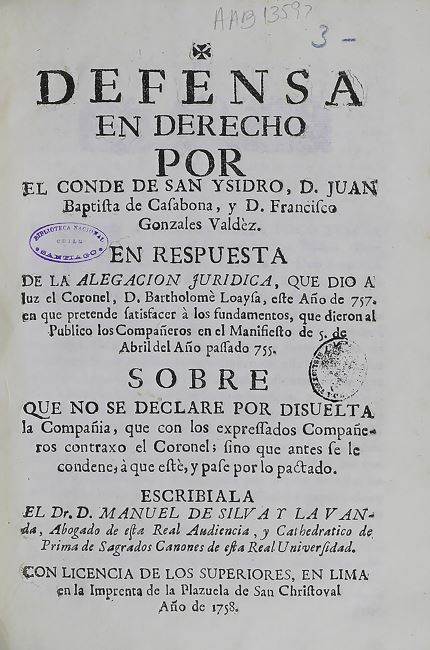 AAB 1359?
3 -
DEFENSA
EN DERECHO
POR
EL CONDE DE SAN YSIDRO, D. JUAN
Baptiſta de Caſabona, y D. Franciſco
Gonzales Valdèz.
EN RESPUESTA
DE LA ALEGACION JURIDICA, QUE DIO A
luz el Coronel, D. Bartholomè Loayſa, eſte Año de 757.
en que pretende ſatisfacer à los fundamentos, que dieron al
Publico los Compañeros en el Manifieſto de 5. de
Abril del Año paſſado 755.
SOBRE
QUE NO SE DECLARE POR DISUELTA
la Compañia, que con los expreſſados Compañe-
ros contraxo el Coronel; ſino que antes ſe le
condene, à que eſtè, y paſe por lo pactado.
ESCRIBIALA
EL Dr. D. MANUEL DE SILVA Y LA VAN-
da, Abogado de eſta Real Audiencia, y Cathedratico de
Prima de Sagrados Canones de eſta Real Univerſidad.
CON LICENCIA DE LOS SUPERIORES, EN LIMA
en la Imprenta de la Plazuela de San Chriſtoval
Año de 1758.
BIBLIOTECA NACIONAL
CHILE
SANTIAGO